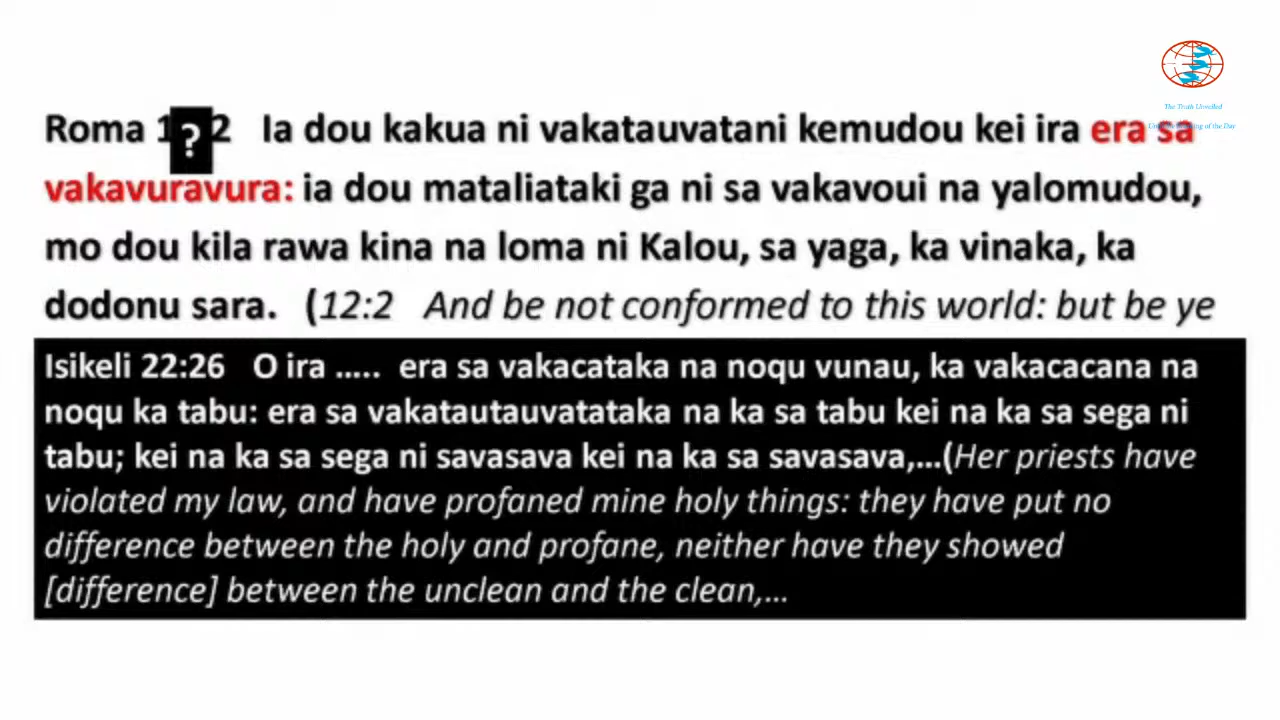 The Truth Unveiled
Roma 1 ? 2 Ia dou kakua ni vakatauvatani kemudou kei ira era sa
vakavuravura: ia dou mataliataki ga ni sa vakavoui na yalomudou,
mo dou kila rawa kina na loma ni Kalou, sa yaga, ka vinaka, ka
dodonu sara. (12:2 And be not conformed to this world: but be ye
Isikeli 22:26 O ira ..... era sa vakacataka na noqu vunau, ka vakacacana na
noqu ka tabu: era sa vakatautauvatataka na ka sa tabu kei na ka sa sega ni
tabu; kei na ka sa sega ni savasava kei na ka sa savasava,...(Her priests have
violated my law, and have profaned mine holy things: they have put no
difference between the holy and profane, neither have they showed
[difference] between the unclean and the clean,...